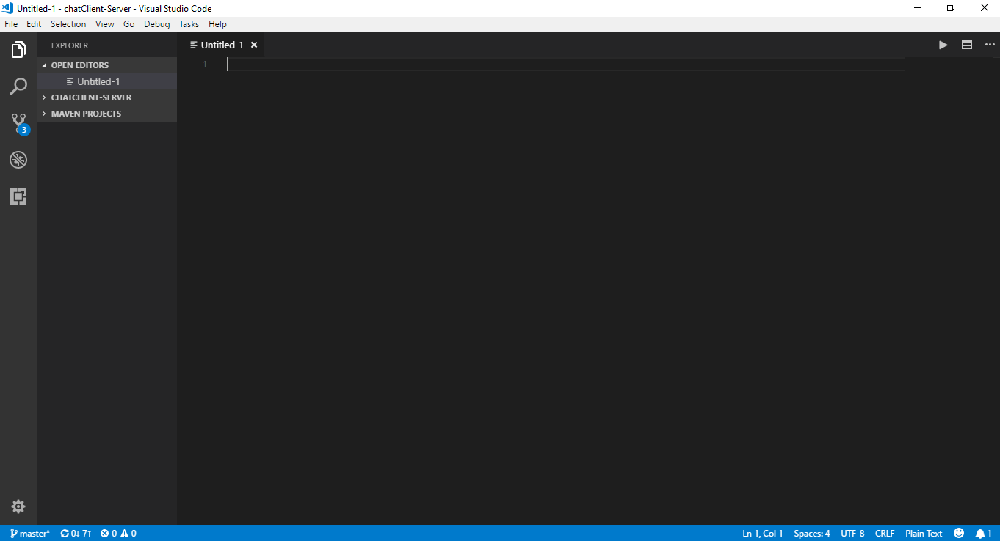 Untitled-1 - chatClient-Server - Visual Studio Code
File Edit Selection View Go Debug Tasks Help
EXPLORER
OPEN EDITORS
Untitled-1
CHATCLIENT-SERVER
MAVEN PROJECTS
3
Untitled-1
1
master* 0↓ 7↑ 0 0 Ln 1, Col 1 Spaces: 4 UTF-8 CRLF Plain Text 1